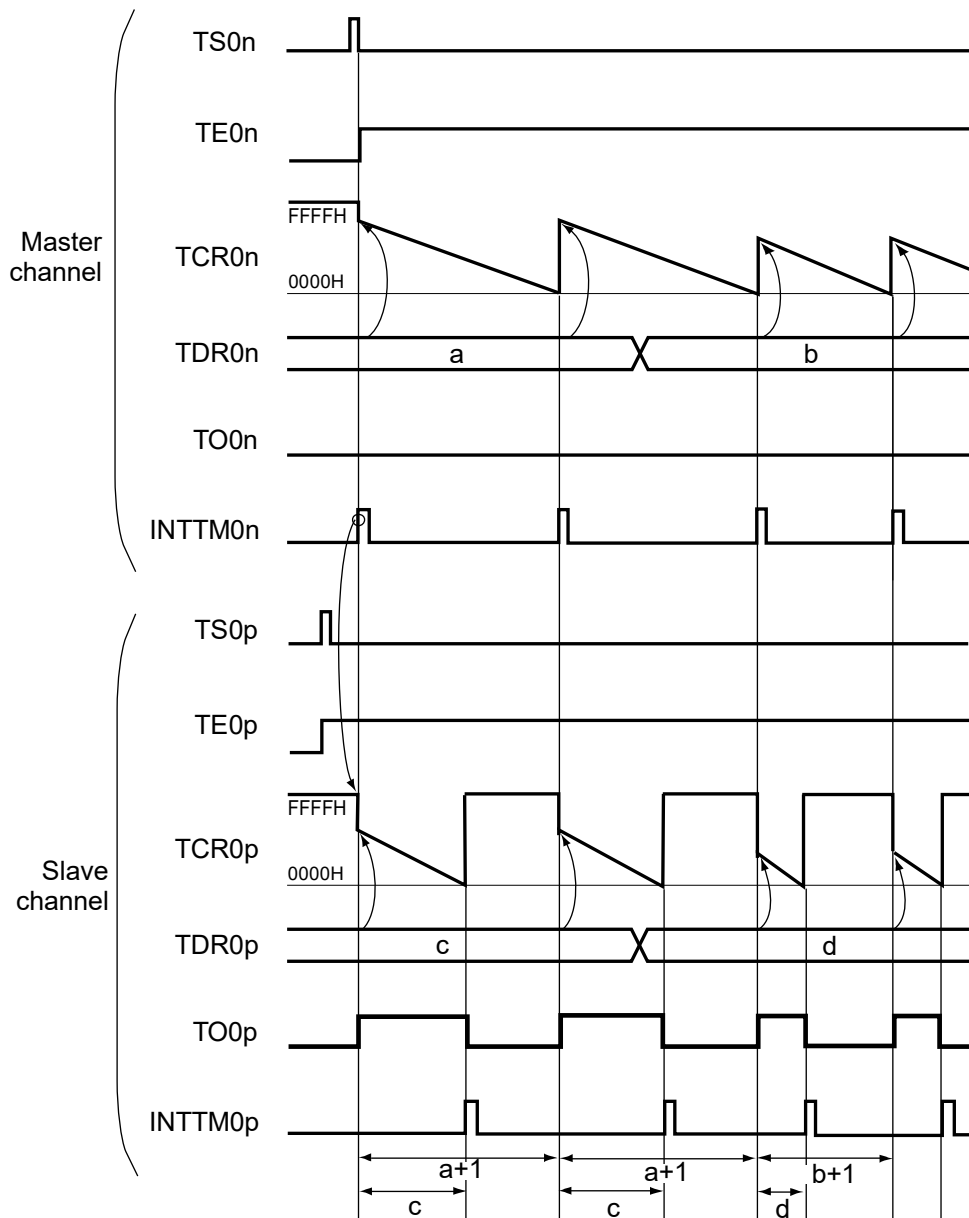 TS0n
TE0n
FFFFH
Master
channel
TCR0n
0000H
TDR0n
a
b
TO0n
INTTM0n
TS0p
TE0p
FFFFH
TCR0p
Slave
channel
0000H
TDR0p
c
d
TO0p
INTTM0p
a+1
a+1
b+1
c
c
d